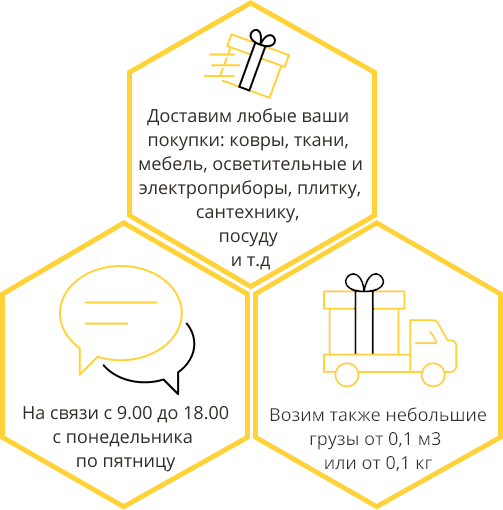 Доставим любые ваши
покупки: ковры, ткани,
мебель, осветительные и
электроприборы, плитку,
сантехнику,
посуду
и т.д
На связи с 9.00 до 18.00
с понедельника
по пятницу
Возим также небольшие
грузы от 0,1 м3
или от 0,1 кг